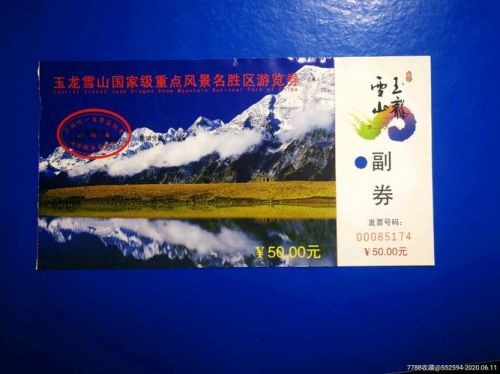 玉龙雪山国家级重点风景名胜区游览券
Tourist Ticket Jade Dragon Snow Mountain National Park of China
￥50.00元
玉龙
雪山
副
券
发票号码:
00085174
￥50.00元
7788收藏@S52594-2020.06.11